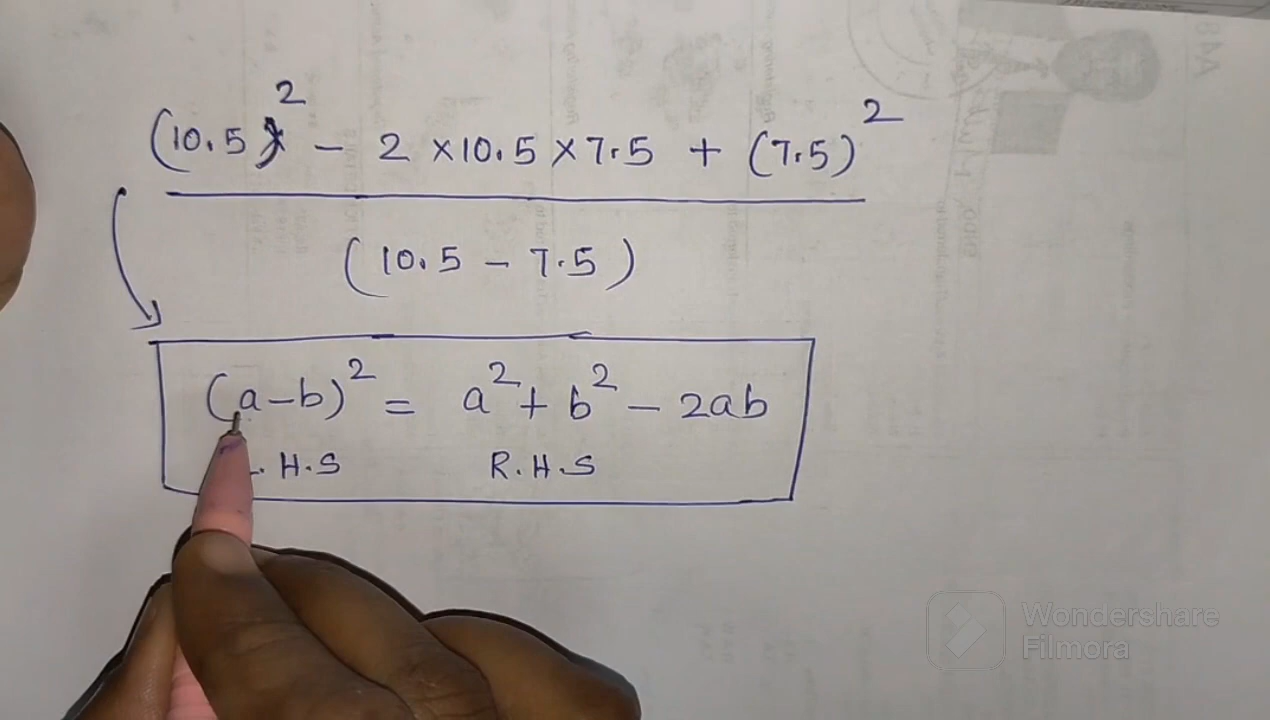 (10.5)² - 2 ×10.5×7.5 + (7.5)²
(10.5 - 7.5)
(a-b)² = a² + b² - 2ab
.H.S R.H.S
Wondershare
Filmora